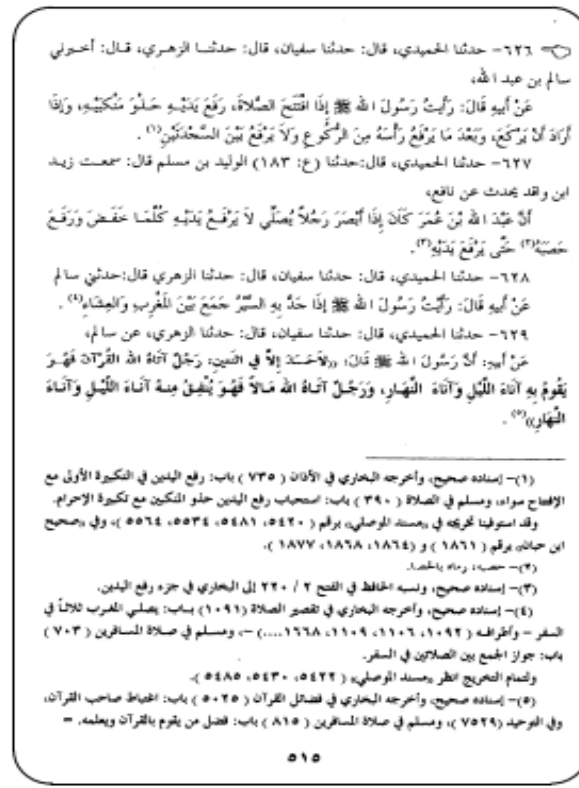 ٦٢٦- حدثنا الحميدي، قال: حدثنا سفيان، قال: حدثنا الزهري، قال: أخبرني
سالم بن عبد الله،
عَنْ أَبِيهِ قَالَ: رَأَيْتُ رَسُولَ اللهِ ﷺ إِذَا افْتَتَحَ الصَّلاَةَ، رَفَعَ يَدَيْهِ حَذْوَ مَنْكِبَيْهِ، وَإِذَا
أَرَادَ أَنْ يَرْكَعَ، وَبَعْدَ مَا يَرْفَعُ رَأْسَهُ مِنَ الرُّكُوعِ وَلاَ يَرْفَعُ بَيْنَ السَّجْدَتَيْنِ(١).
٦٢٧- حدثنا الحميدي، قال:حدثنا (ع: ١٨٣) الوليد بن مسلم قال: سمعت زيد
ابن واقد يحدث عن نافع،
أَنَّ عَبْدَ اللهِ بْنَ عُمَرَ كَانَ إِذَا أَبْصَرَ رَجُلاً يُصَلِّي لاَ يَرْفَعُ يَدَيْهِ كُلَّمَا خَفَضَ وَرَفَعَ
حَصَبَهُ(٢) حَتَّى يَرْفَعَ يَدَيْهِ(٣).
٦٢٨- حدثنا الحميدي، قال: حدثنا سفيان، قال: حدثنا الزهري قال:حدثني سالم
عَنْ أَبِيهِ قَالَ: رَأَيْتُ رَسُولَ اللهِ ﷺ إِذَا جَدَّ بِهِ السَّيْرُ جَمَعَ بَيْنَ المَغْرِبِ وَالعِشَاءِ(٤).
٦٢٩- حدثنا الحميدي، قال: حدثنا سفيان، قال: حدثنا الزهري، عن سالم،
عَنْ أَبِيهِ: أَنَّ رَسُولَ اللهِ ﷺ قَالَ: «لاَحَسَدَ إِلاَّ فِي اثْنَتَيْنِ: رَجُلٌ آتَاهُ اللهُ القُرْآنَ فَهُوَ
يَقُومُ بِهِ آنَاءَ اللَّيْلِ وَآنَاءَ النَّهَارِ، وَرَجُلٌ آتَاهُ اللهُ مَالاً فَهُوَ يُنْفِقُ مِنْهُ آنَاءَ اللَّيْلِ وَآنَاءَ
النَّهَارِ»(٥).
(١)- إسناده صحيح، وأخرجه البخاري في الأذان ( ٧٣٥ ) باب: رفع اليدين في التكبيرة الأولى مع
الإفتتاح سواء، ومسلم في الصلاة ( ٣٩٠ ) باب: استحباب رفع اليدين حذو المنكبين مع تكبيرة الإحرام.
وقد استوفينا تخريجه في «مسند الموصلي» برقم ( ٥٤٢٠، ٥٤٨١، ٥٥٣٤، ٥٥٦٤ )، وفي «صحيح
ابن حبان» برقم ( ١٨٦١ ) و (١٨٦٤، ١٨٦٨، ١٨٧٧ ).
(٢)- حصبه: رماه بالحصا.
(٣)- إسناده صحيح، ونسبه الحافظ في الفتح ٢ / ٢٢٠ إلى البخاري في جزء رفع اليدين.
(٤)- إسناده صحيح، وأخرجه البخاري في تقصير الصلاة (١٠٩١) باب: يصلي المغرب ثلاثاً في
السفر - وأطرافه ( ١٠٩٢، ١١٠٦، ١١٠٩، ١٦٦٨....) -، ومسلم في صلاة المسافرين ( ٧٠٣ )
باب: جواز الجمع بين الصلاتين في السفر.
ولتمام التخريج انظر «مسند الموصلي» ( ٥٤٢٢، ٥٤٣٠، ٥٤٨٥ ).
(٥)- إسناده صحيح، وأخرجه البخاري في فضائل القرآن ( ٥٠٢٥ ) باب: اغتباط صاحب القرآن،
وفي التوحيد (٧٥٢٩ )، ومسلم في صلاة المسافرين ( ٨١٥ ) باب: فضل من يقوم بالقرآن ويعلمه. =
٥١٥